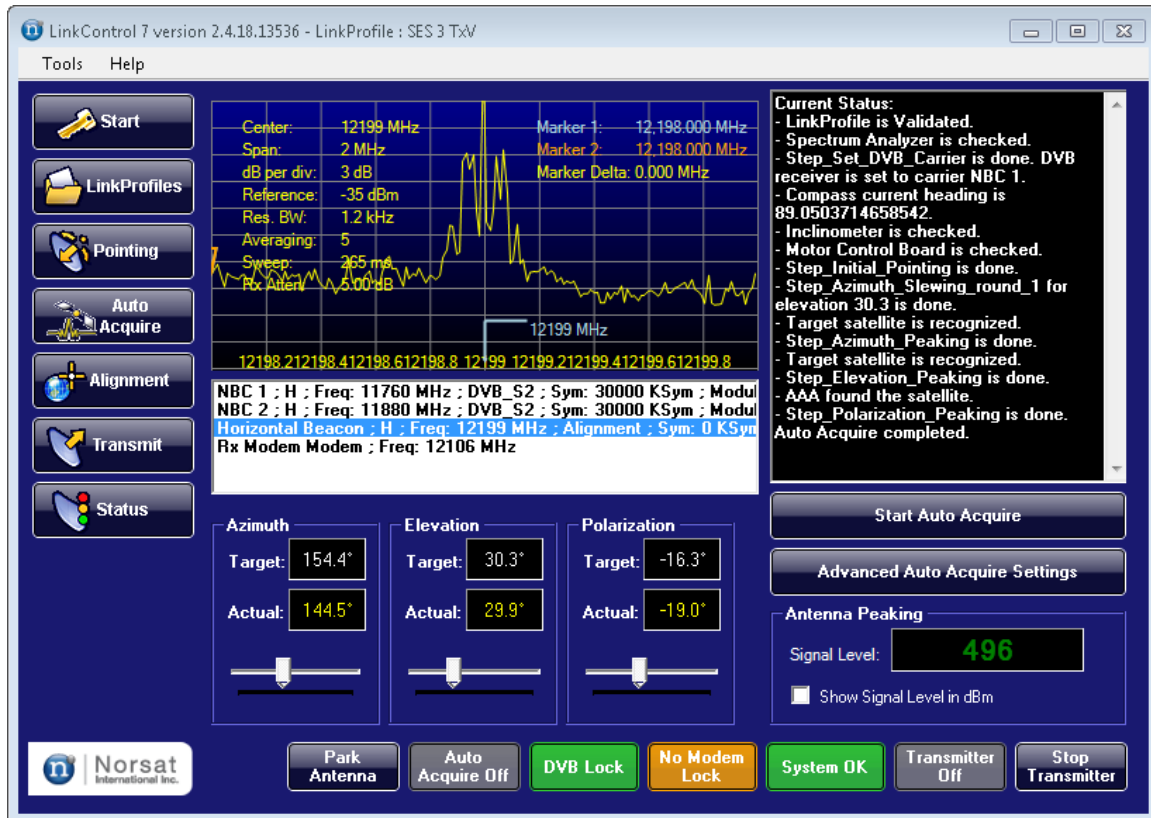 LinkControl 7 version 2.4.18.13536 - LinkProfile : SES 3 TxV
Tools Help
Start
LinkProfiles
Pointing
Auto
Acquire
Alignment
Transmit
Status
Center: 12199 MHz
Span: 2 MHz
dB per div: 3 dB
Reference: -35 dBm
Res. BW: 1.2 kHz
Averaging: 5
Sweep: 265 ms
Rx Atten/ 5.00 dB
Marker 1: 12,198.000 MHz
Marker 2: 12,198.000 MHz
Marker Delta: 0.000 MHz
12199 MHz
12198.212198.412198.612198.8 12199 12199.212199.412199.612199.8
NBC 1 ; H ; Freq: 11760 MHz ; DVB_S2 ; Sym: 30000 KSym ; Modul
NBC 2 ; H ; Freq: 11880 MHz ; DVB_S2 ; Sym: 30000 KSym ; Modul
Horizontal Beacon ; H ; Freq: 12199 MHz ; Alignment ; Sym: 0 KSym
Rx Modem Modem ; Freq: 12106 MHz
Current Status:
- LinkProfile is Validated.
- Spectrum Analyzer is checked.
- Step_Set_DVB_Carrier is done. DVB
receiver is set to carrier NBC 1.
- Compass current heading is
89.0503714658542.
- Inclinometer is checked.
- Motor Control Board is checked.
- Step_Initial_Pointing is done.
- Step_Azimuth_Slewing_round_1 for
elevation 30.3 is done.
- Target satellite is recognized.
- Step_Azimuth_Peaking is done.
- Target satellite is recognized.
- Step_Elevation_Peaking is done.
- AAA found the satellite.
- Step_Polarization_Peaking is done.
Auto Acquire completed.
Azimuth
Target: 154.4°
Actual: 144.5°
Elevation
Target: 30.3°
Actual: 29.9°
Polarization
Target: -16.3°
Actual: -19.0°
Start Auto Acquire
Advanced Auto Acquire Settings
Antenna Peaking
Signal Level: 496
Show Signal Level in dBm
n Norsat
International Inc.
Park
Antenna
Auto
Acquire Off
DVB Lock
No Modem
Lock
System OK
Transmitter
Off
Stop
Transmitter